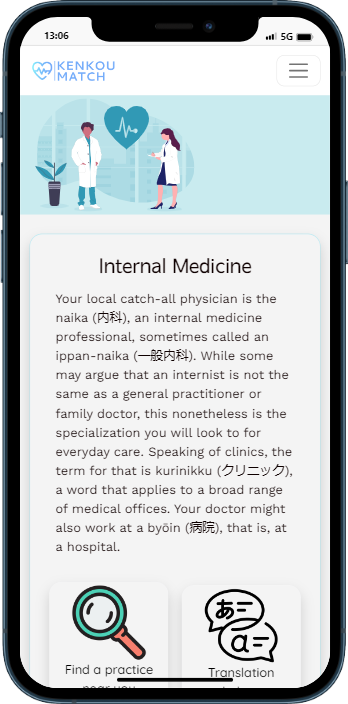 13:06
5G
KENKOU
MATCH
Internal Medicine
Your local catch-all physician is the
naika (内科), an internal medicine
professional, sometimes called an
ippan-naika (一般内科). While some
may argue that an internist is not the
same as a general practitioner or
family doctor, this nonetheless is the
specialization you will look to for
everyday care. Speaking of clinics, the
term for that is kurinikku (クリニック),
a word that applies to a broad range
of medical offices. Your doctor might
also work at a byōin (病院), that is, at
a hospital.
あ
a
Find a practice
near you
Translation